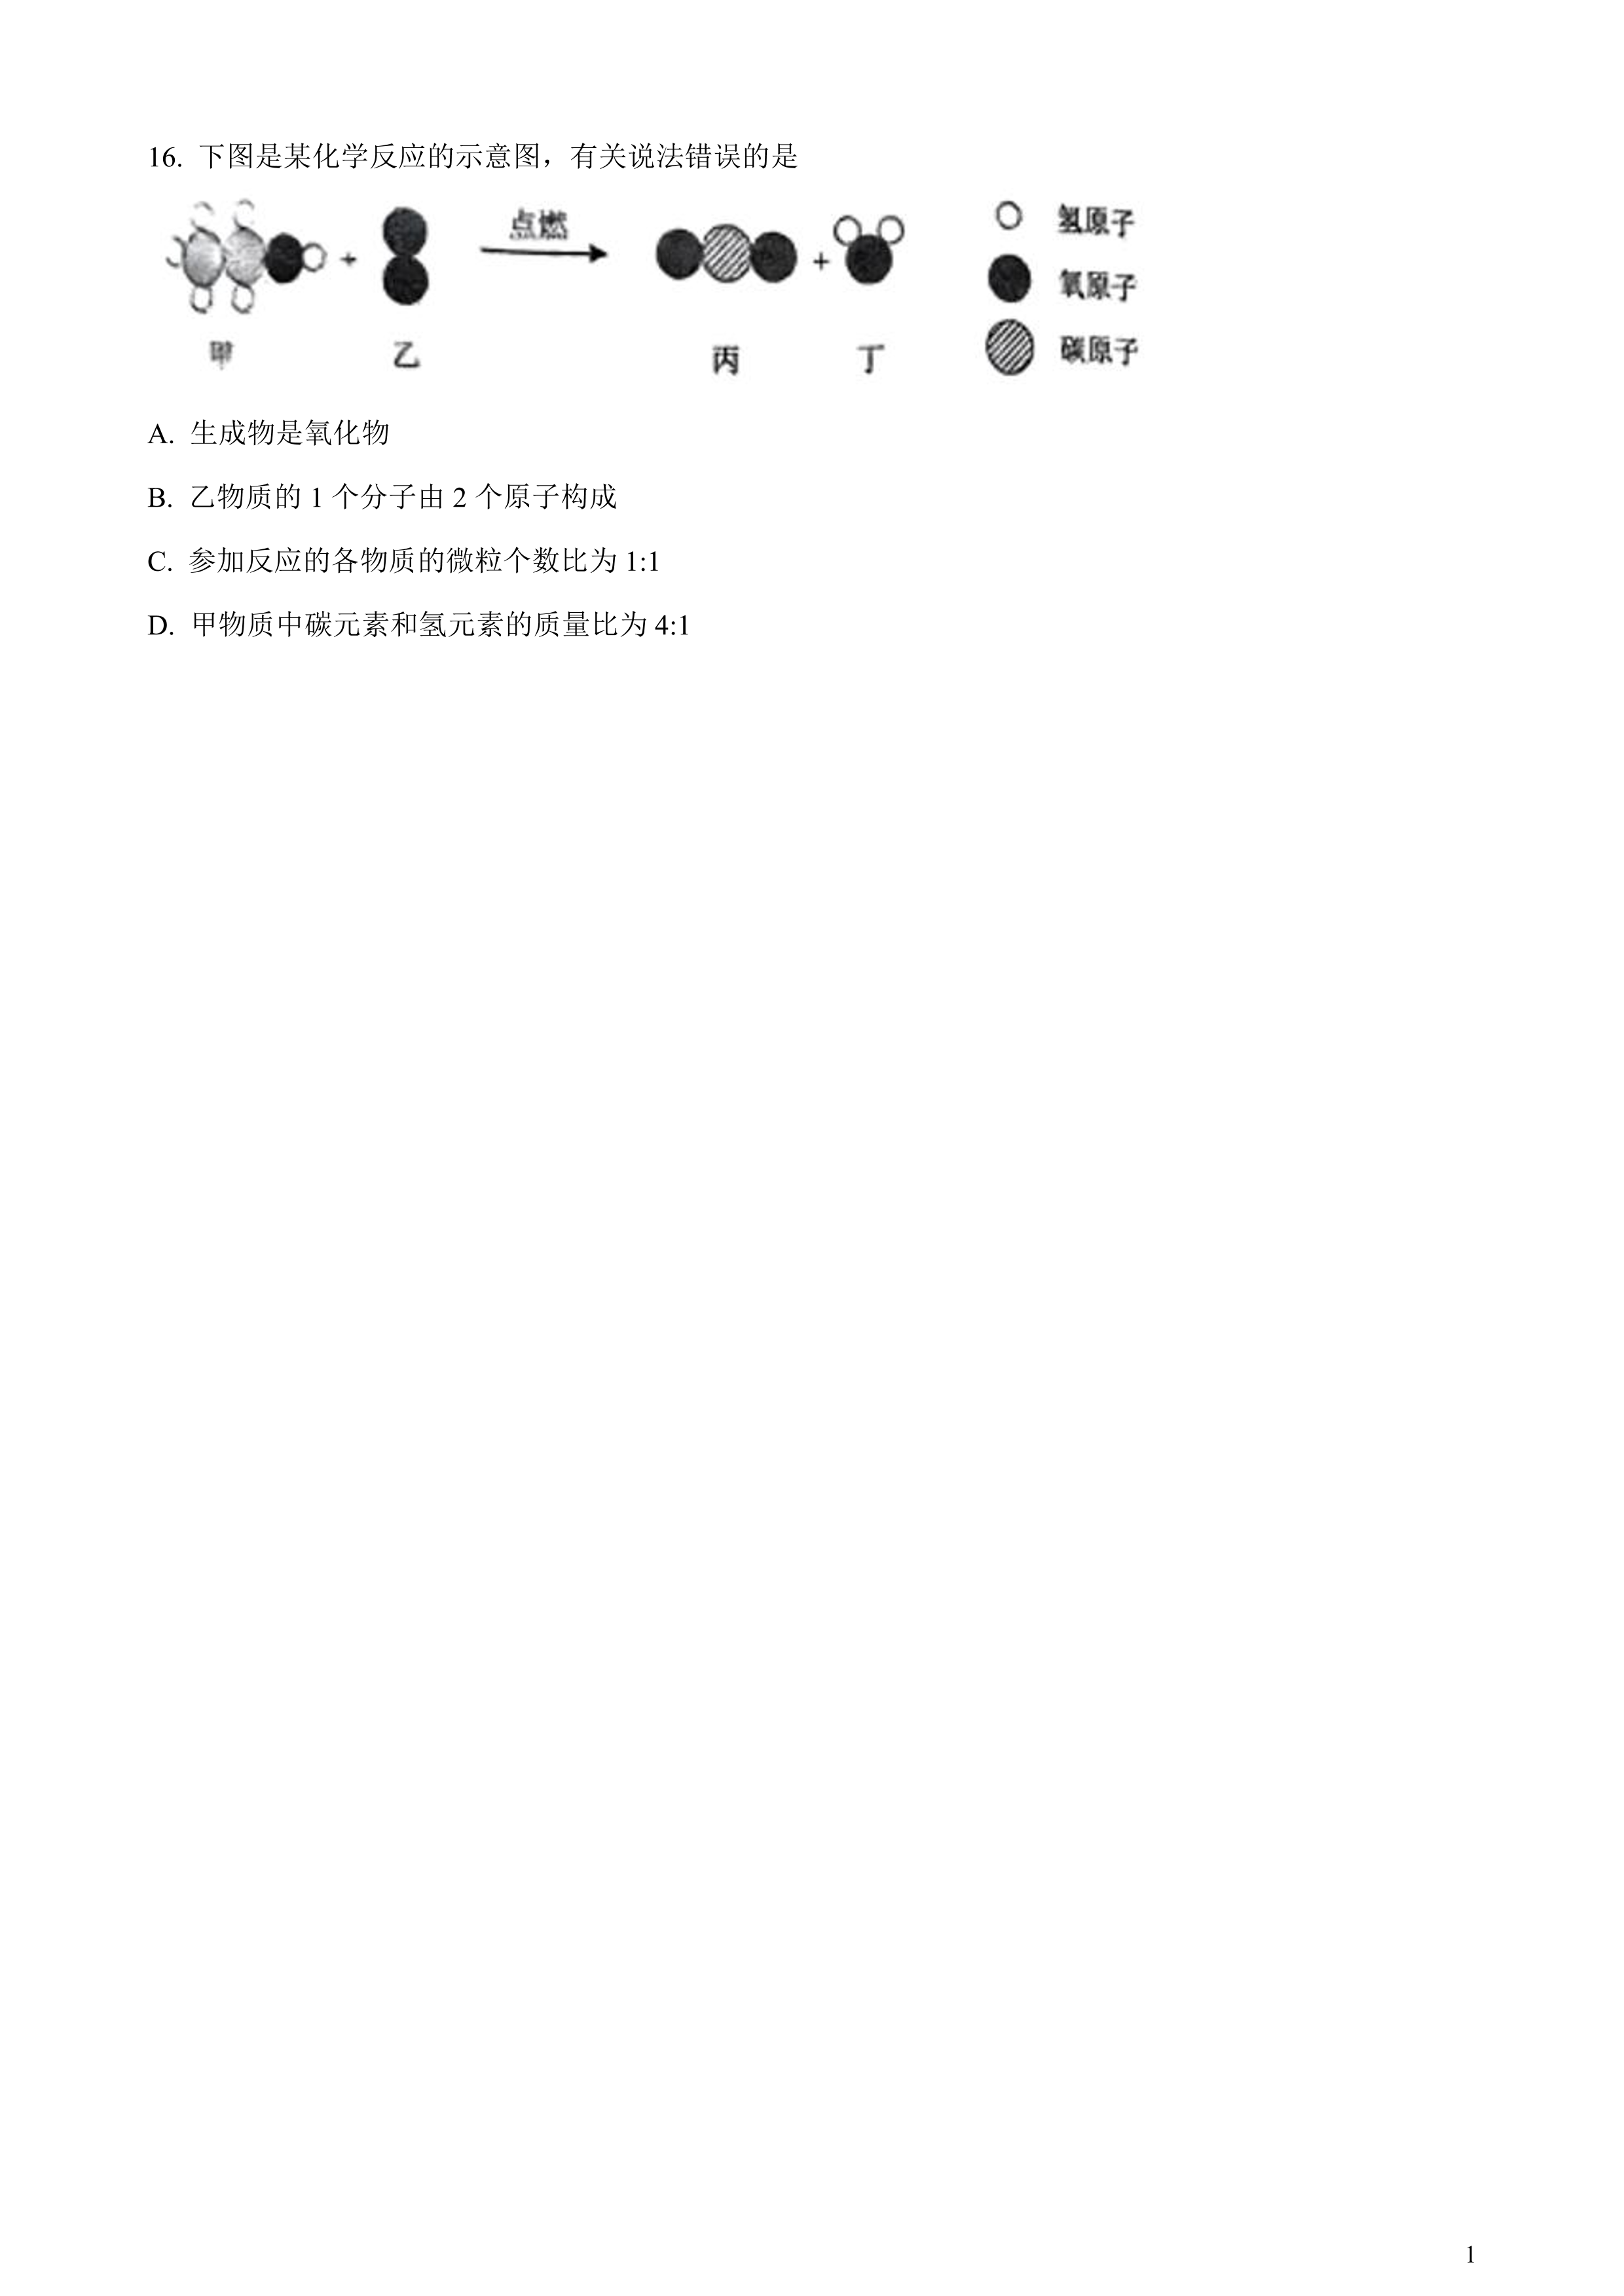 16. 下图是某化学反应的示意图，有关说法错误的是
点燃
+
+
甲
乙
丙
丁
氢原子
氧原子
碳原子
A. 生成物是氧化物
B. 乙物质的 1 个分子由 2 个原子构成
C. 参加反应的各物质的微粒个数比为 1:1
D. 甲物质中碳元素和氢元素的质量比为 4:1
1